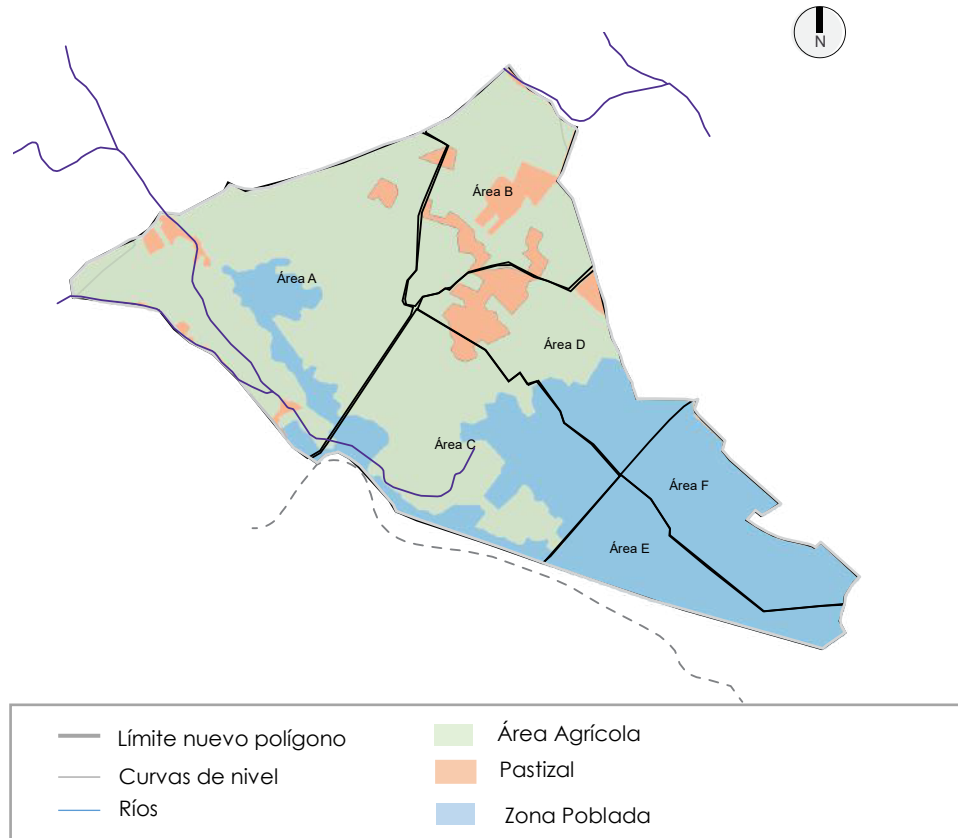 N
Área B
Área A
Área D
Área C
Área F
Área E
Límite nuevo polígono
Curvas de nivel
Ríos
Área Agrícola
Pastizal
Zona Poblada